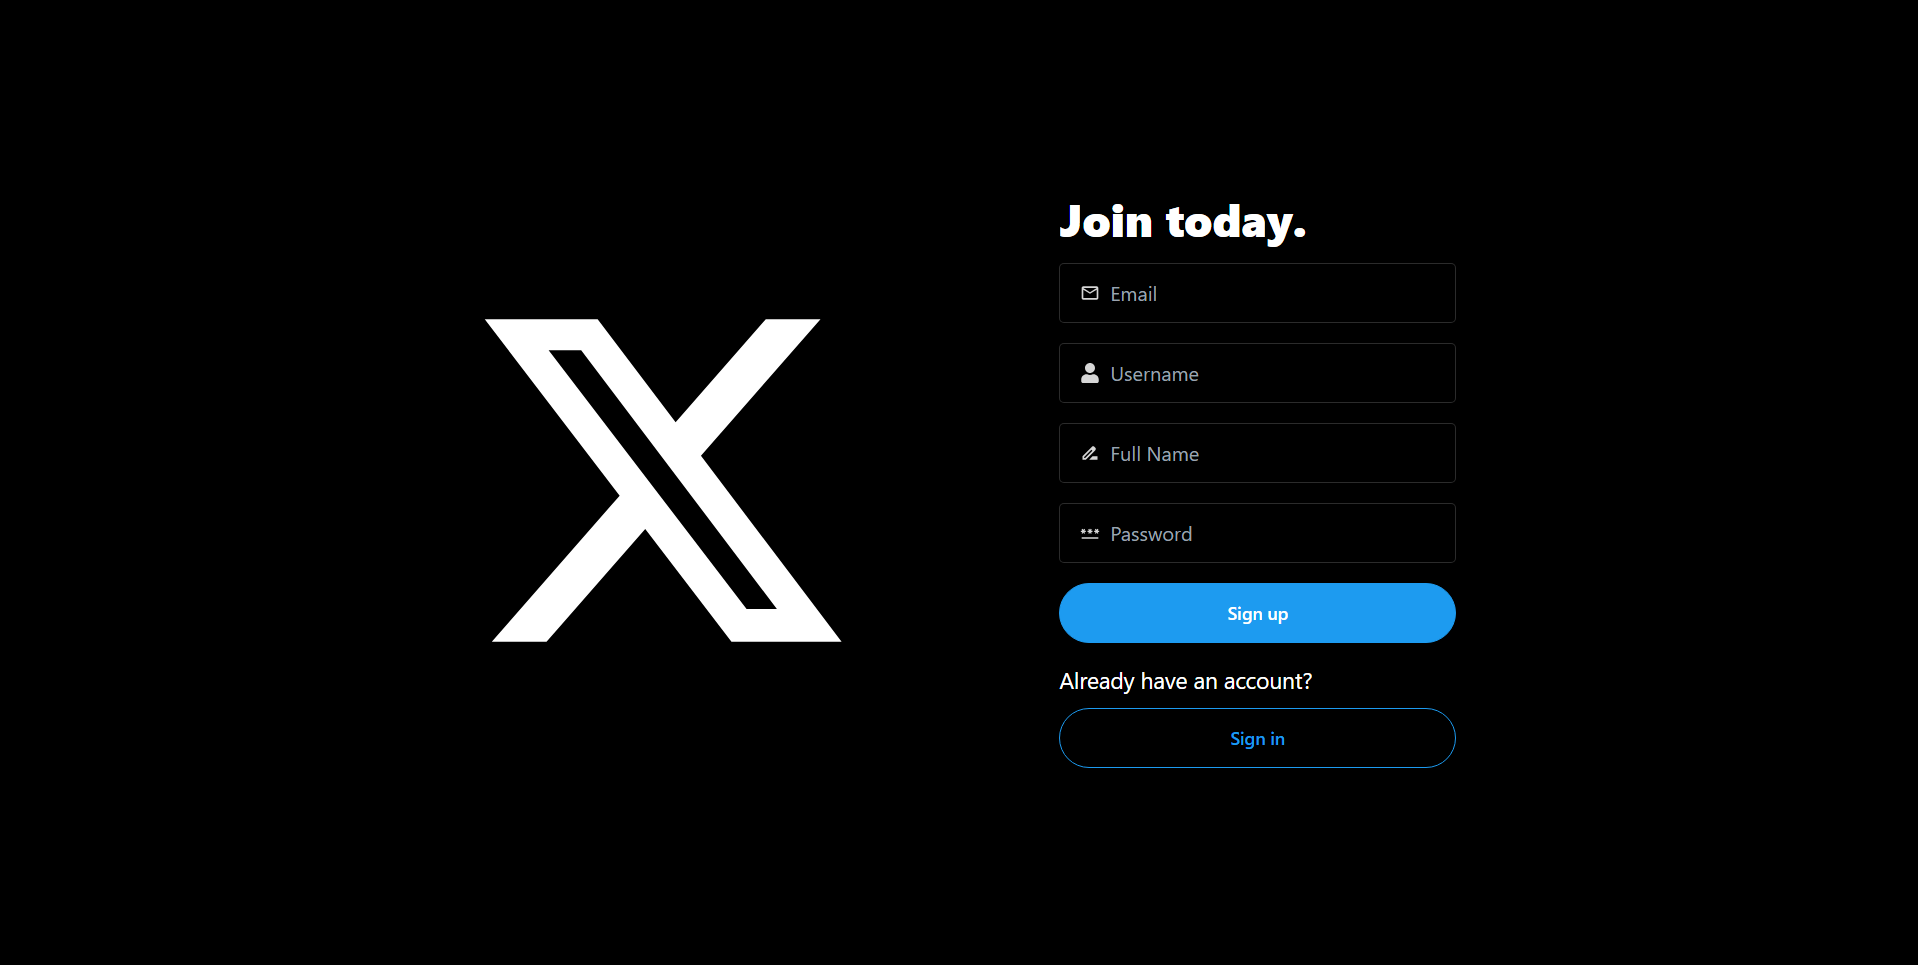 Join today.
Email
Username
Full Name
Password
Sign up
Already have an account?
Sign in